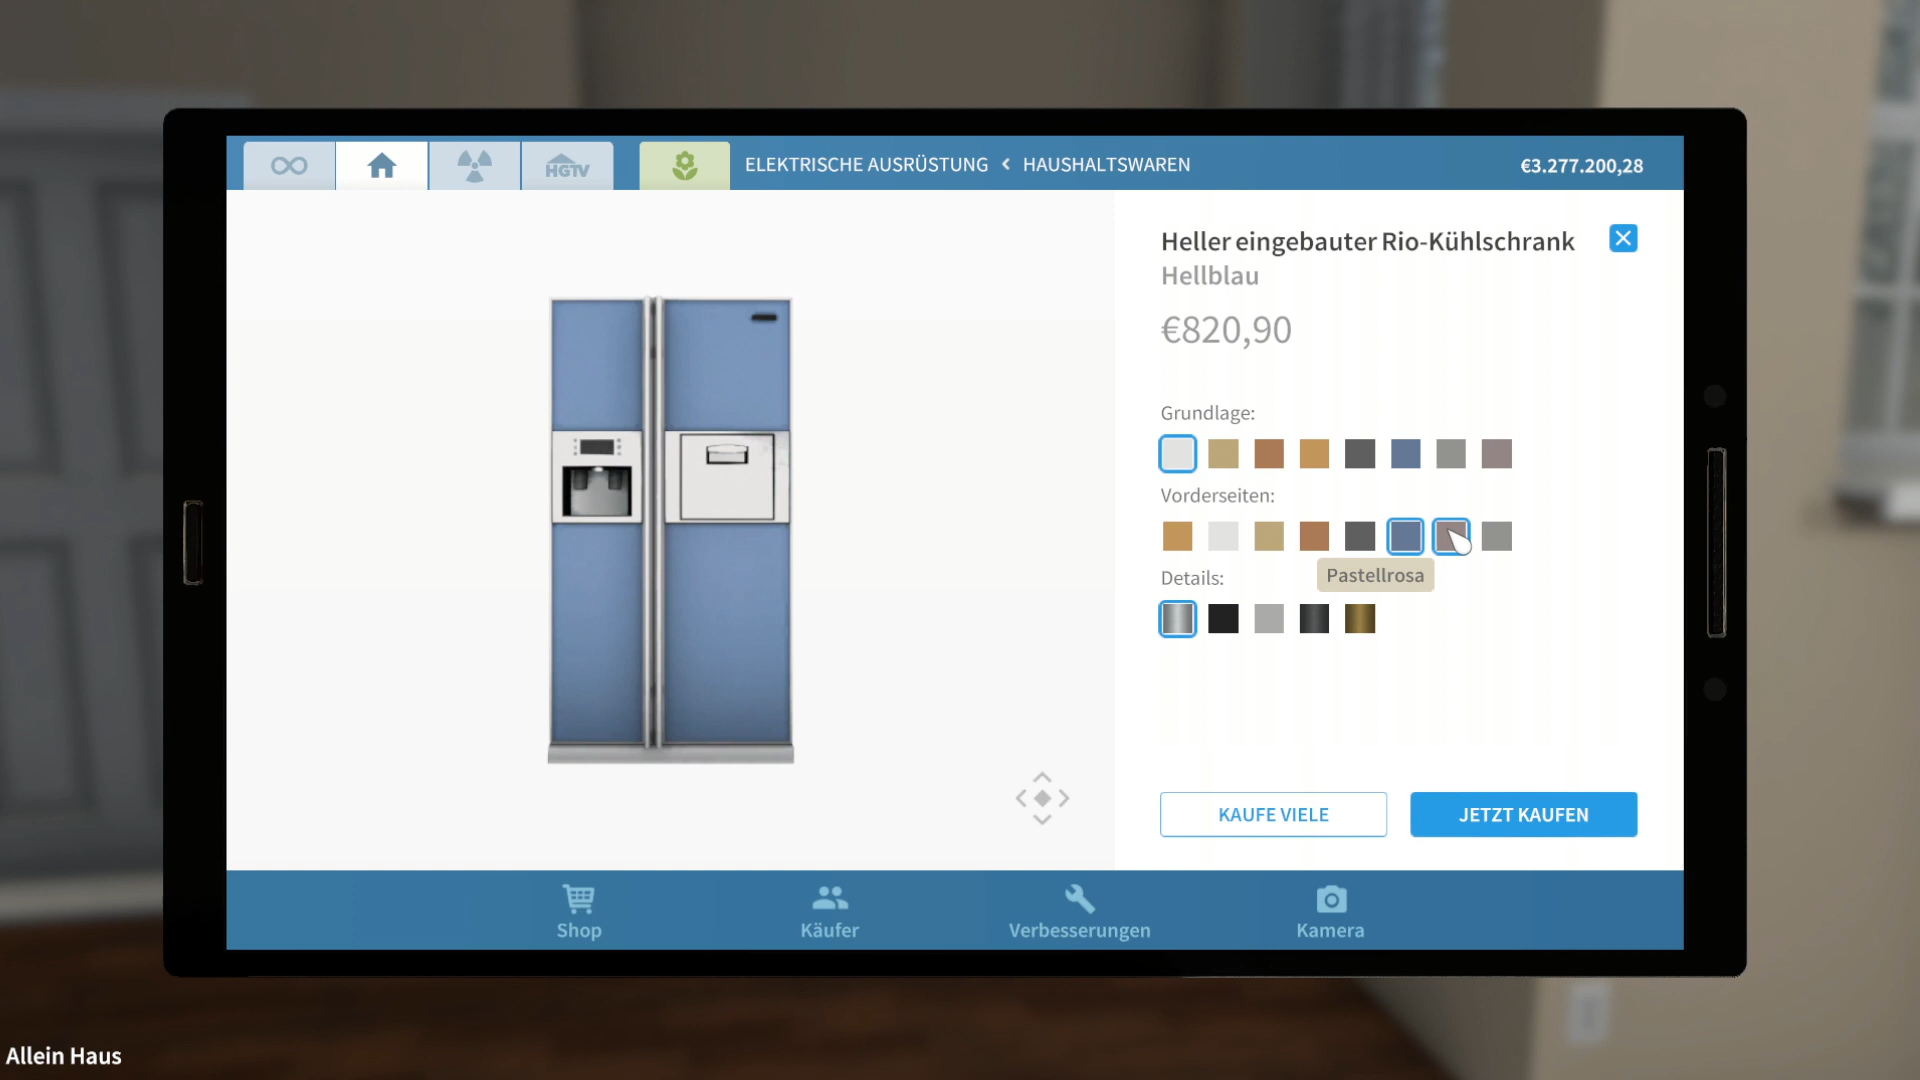 HGTV
ELEKTRISCHE AUSRÜSTUNG < HAUSHALTSWAREN
€3.277.200,28
Heller eingebauter Rio-Kühlschrank
Hellblau
€820,90
Grundlage:
Vorderseiten:
Pastellrosa
Details:
KAUFE VIELE
JETZT KAUFEN
Shop
Käufer
Verbesserungen
Kamera
Allein Haus